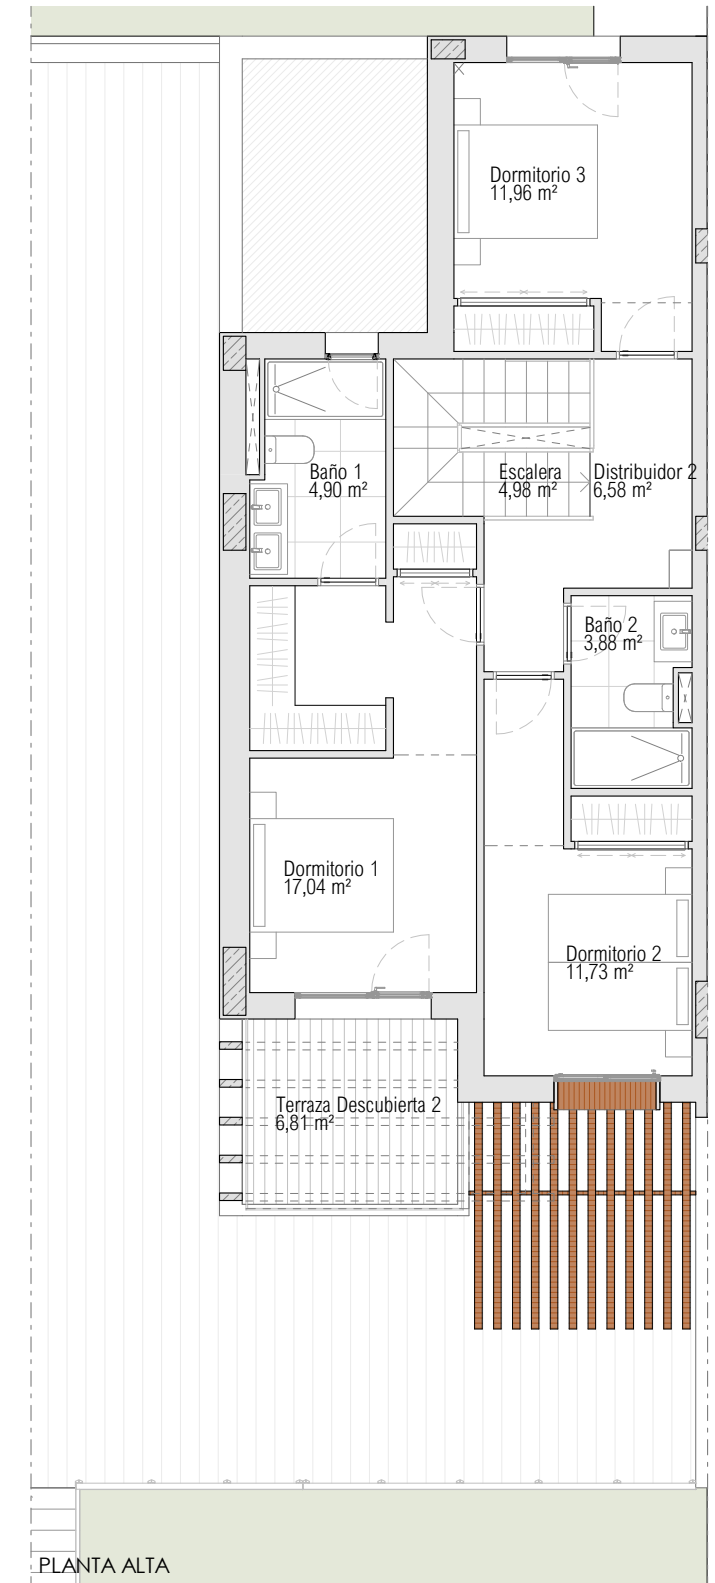 Dormitorio 3
11,96 m²
Baño 1
4,90 m²
Escalera
4,98 m²
Distribuidor 2
6,58 m²
Baño 2
3,88 m²
Dormitorio 1
17,04 m²
Dormitorio 2
11,73 m²
Terraza Descubierta 2
6,81 m²
PLANTA ALTA